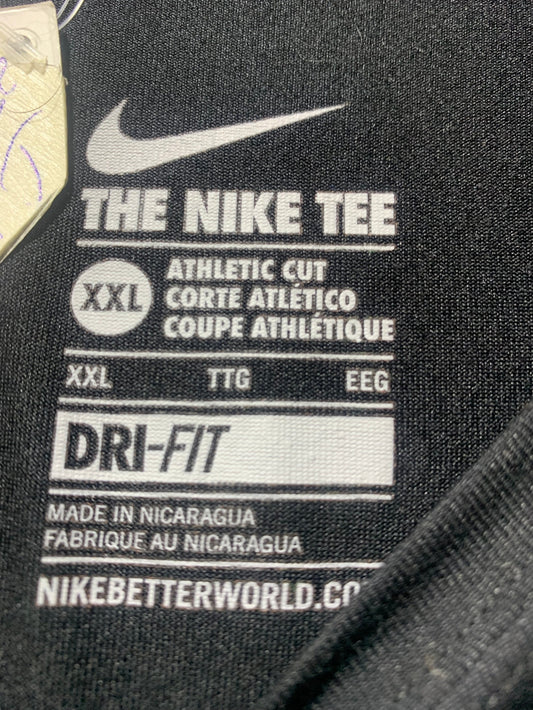 THE NIKE TEE
XXL
ATHLETIC CUT
CORTE ATLÉTICO
COUPE ATHLÉTIQUE
XXL TTG EEG
DRI-FIT
MADE IN NICARAGUA
FABRIQUE AU NICARAGUA
NIKEBETTERWORLD.CO